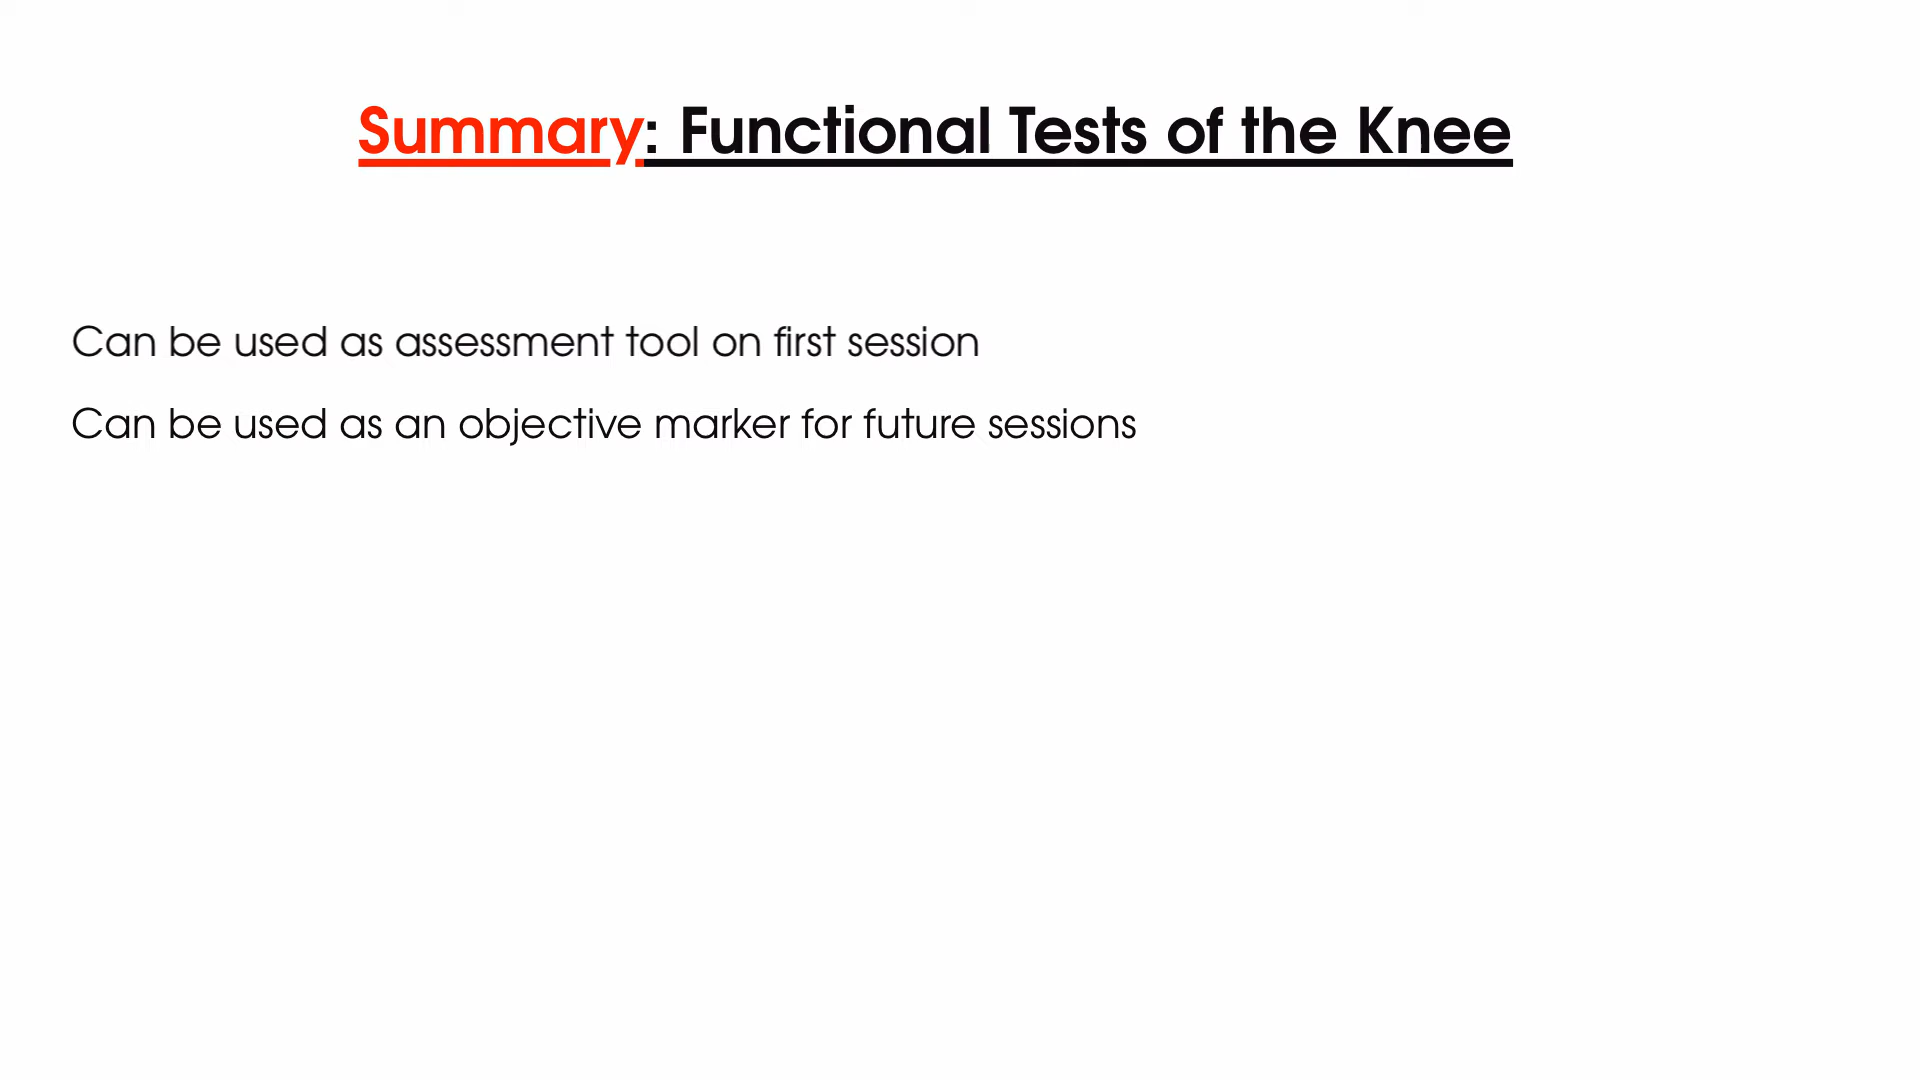 Summary: Functional Tests of the Knee
Can be used as assessment tool on first session
Can be used as an objective marker for future sessions